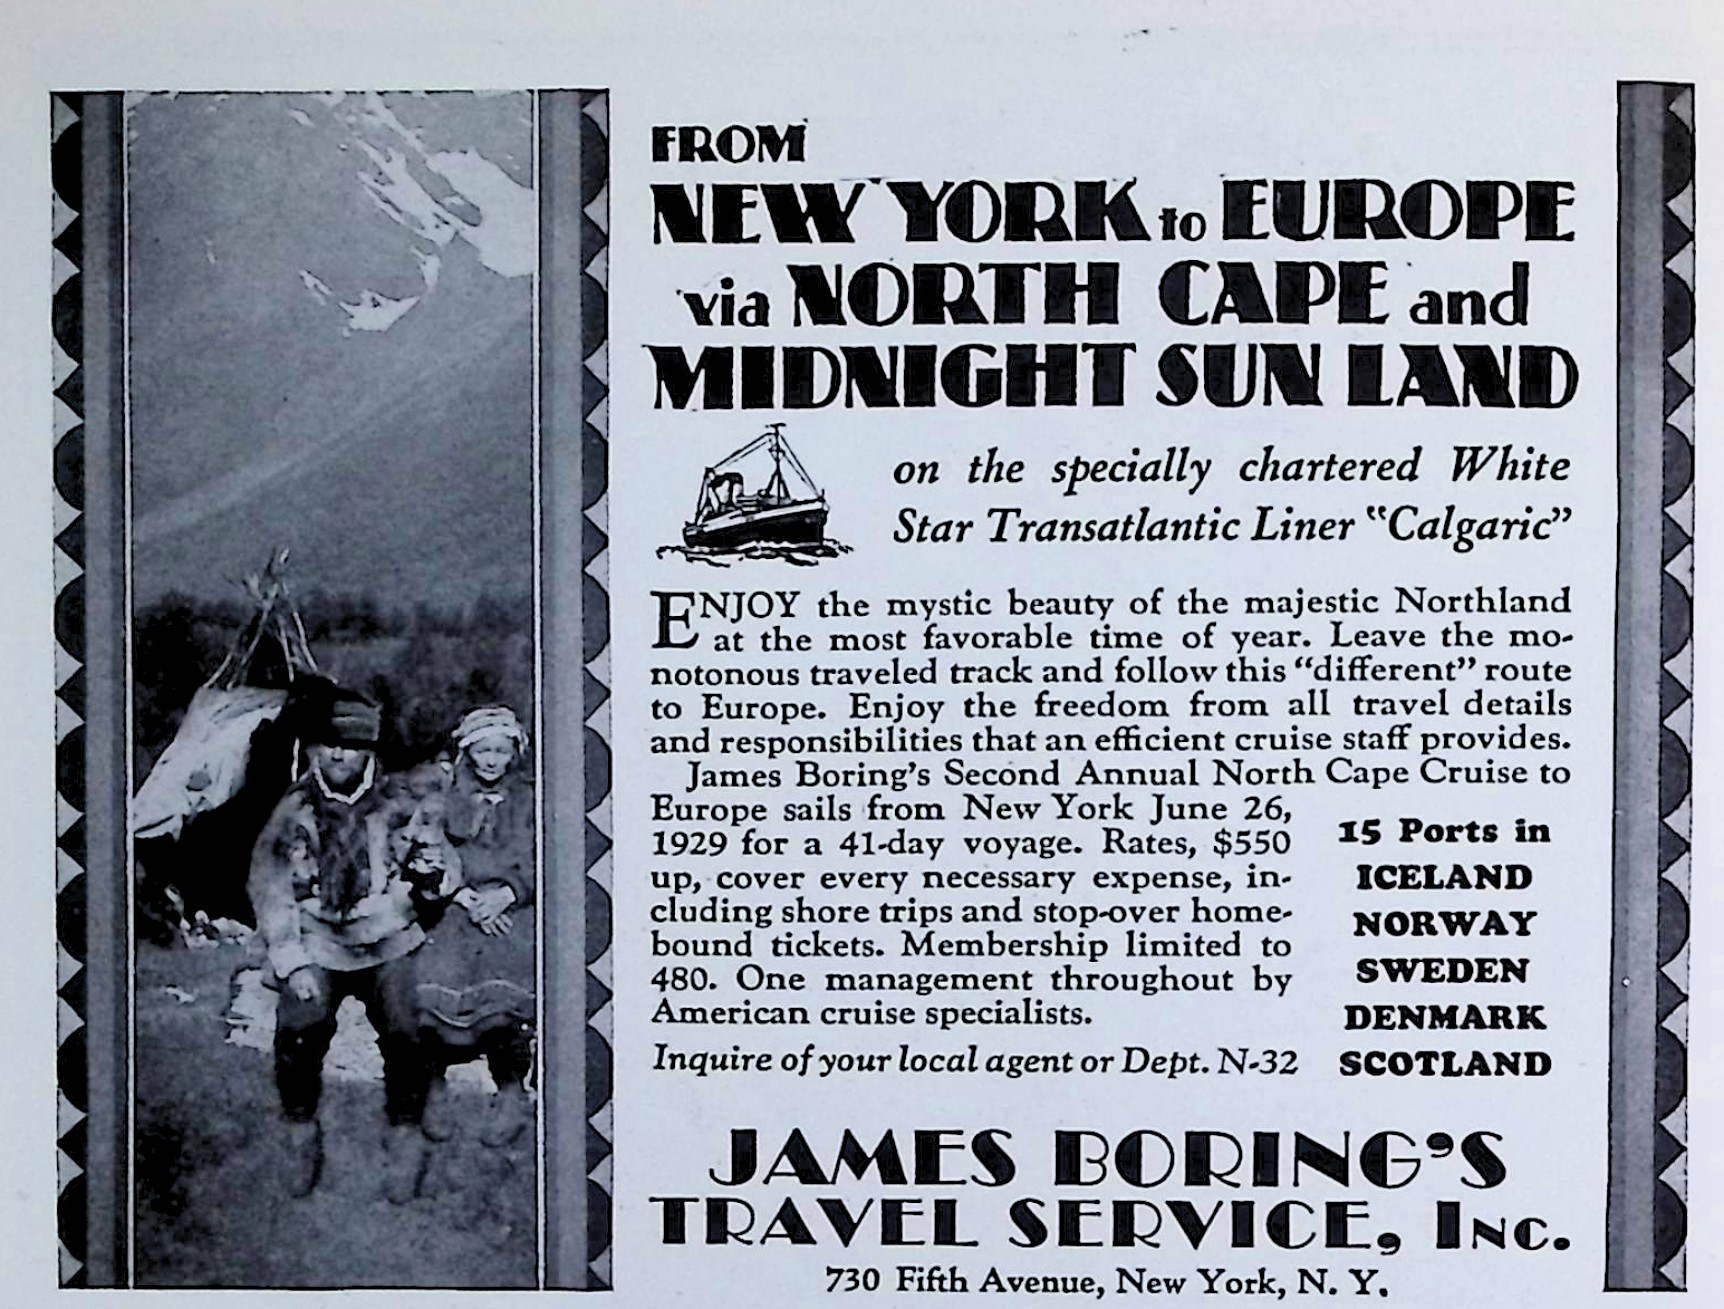 FROM
NEW YORK to EUROPE
via NORTH CAPE and
MIDNIGHT SUN LAND
on the specially chartered White
Star Transatlantic Liner "Calgaric"
ENJOY the mystic beauty of the majestic Northland
at the most favorable time of year. Leave the mo-
notonous traveled track and follow this "different" route
to Europe. Enjoy the freedom from all travel details
and responsibilities that an efficient cruise staff provides.
James Boring's Second Annual North Cape Cruise to
Europe sails from New York June 26,
1929 for a 41-day voyage. Rates, $550
up, cover every necessary expense, in-
cluding shore trips and stop-over home-
bound tickets. Membership limited to
480. One management throughout by
American cruise specialists.
Inquire of your local agent or Dept. N-32
15 Ports in
ICELAND
NORWAY
SWEDEN
DENMARK
SCOTLAND
JAMES BORING'S
TRAVEL SERVICE, INC.
730 Fifth Avenue, New York, N. Y.